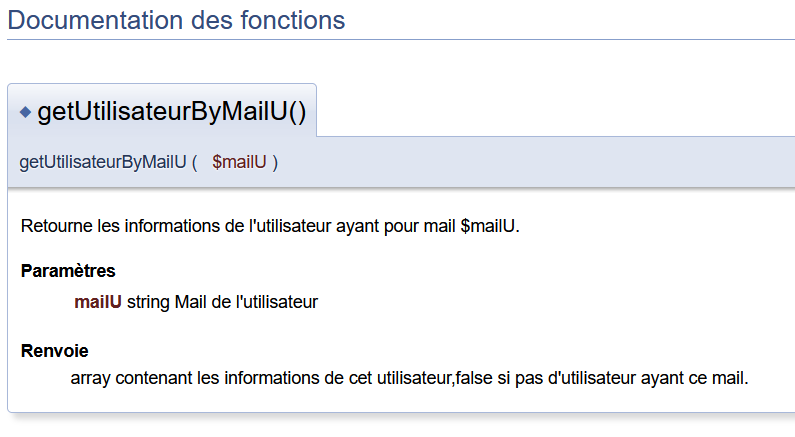 Documentation des fonctions
◆ getUtilisateurByMailU()
getUtilisateurByMailU ( $mailU )
Retourne les informations de l'utilisateur ayant pour mail $mailU.
Paramètres
mailU string Mail de l'utilisateur
Renvoie
array contenant les informations de cet utilisateur,false si pas d'utilisateur ayant ce mail.